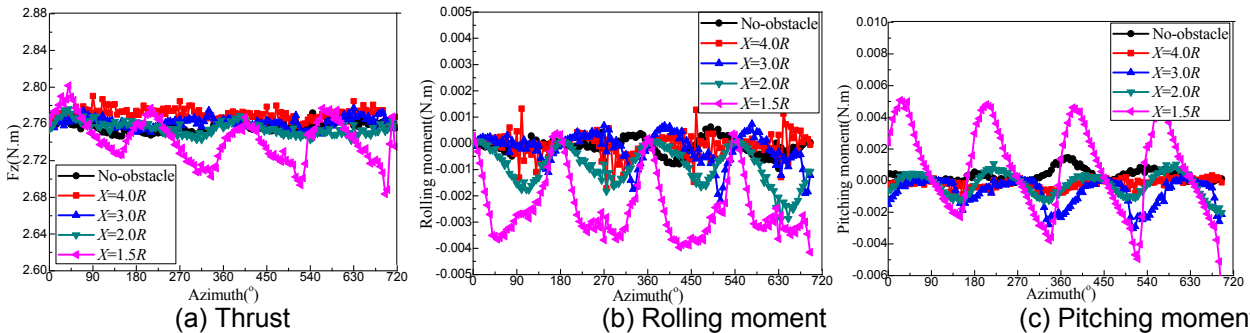 2.88
2.84
2.80
2.76
2.72
2.68
2.64
2.60
Fz(N.m)
No-obstacle
X=4.0R
X=3.0R
X=2.0R
X=1.5R
0 90 180 270 360 450 540 630 720
Azimuth(°)
(a) Thrust
0.005
0.004
0.003
0.002
0.001
0.000
-0.001
-0.002
-0.003
-0.004
-0.005
Rolling moment(N.m)
No-obstacle
X=4.0R
X=3.0R
X=2.0R
X=1.5R
0 90 180 270 360 450 540 630 720
Azimuth(°)
(b) Rolling moment
0.010
0.008
0.006
0.004
0.002
0.000
-0.002
-0.004
-0.006
Pitching moment(N.m)
No-obstacle
X=4.0R
X=3.0R
X=2.0R
X=1.5R
0 90 180 270 360 450 540 630 720
Azimuth(°)
(c) Pitching momen